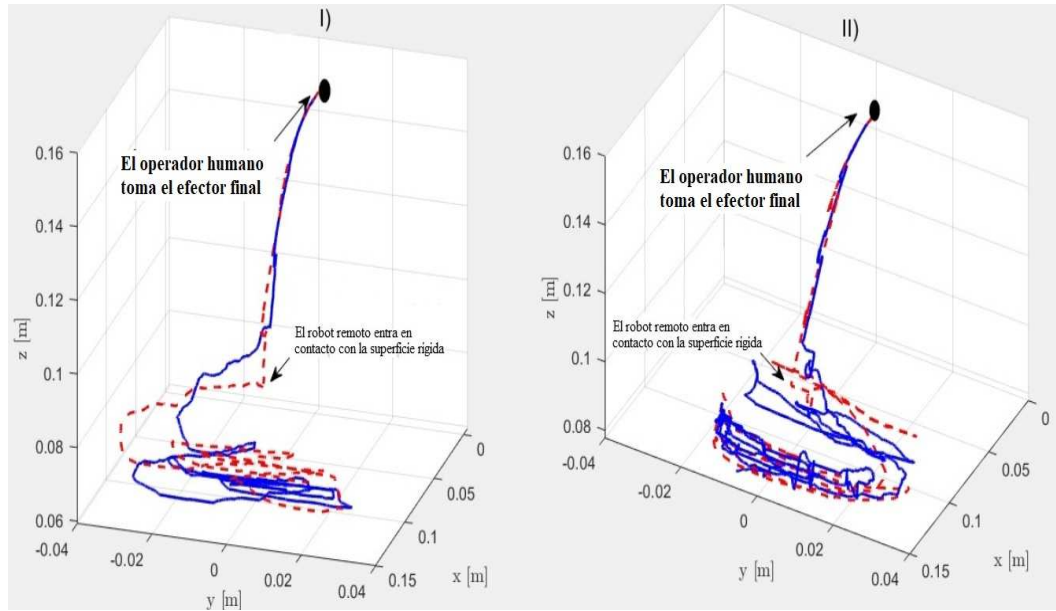 I)
El operador humano
toma el efector final
El robot remoto entra en
contacto con la superficie rigida
0.16
0.14
0.12
0.1
0.08
0.06
z [m]
-0.04
-0.02
0
0.02
0.04
y [m]
0
0.05
0.1
0.15
x [m]
II)
El operador humano
toma el efector final
El robot remoto entra en
contacto con la superficie rigida
0.16
0.14
0.12
0.1
0.08
z [m]
-0.04
-0.02
0
0.02
0.04
y [m]
0
0.05
0.1
0.15
x [m]